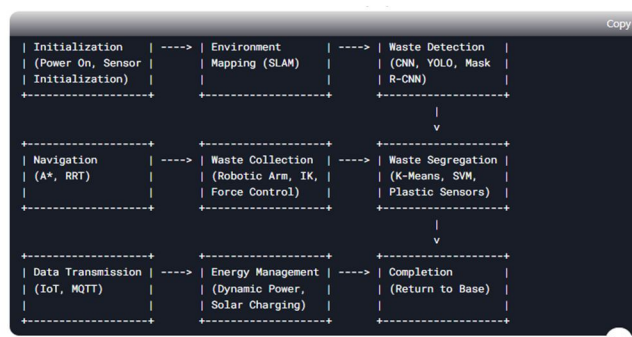 Copy
| Initialization    | ----> | Environment       | ----> | Waste Detection   |
| (Power On, Sensor |       | Mapping (SLAM)    |       | (CNN, YOLO, Mask  |
| Initialization)   |       |                   |       | R-CNN)            |
+-------------------+       +-------------------+       +-------------------+
|
v
+-------------------+       +-------------------+       +-------------------+
| Navigation        | ----> | Waste Collection  | ----> | Waste Segregation |
| (A*, RRT)         |       | (Robotic Arm, IK, |       | (K-Means, SVM,    |
|                   |       | Force Control)    |       | Plastic Sensors)  |
+-------------------+       +-------------------+       +-------------------+
|
v
+-------------------+       +-------------------+       +-------------------+
| Data Transmission | ----> | Energy Management | ----> | Completion        |
| (IoT, MQTT)       |       | (Dynamic Power,   |       | (Return to Base)  |
|                   |       | Solar Charging)   |       |                   |
+-------------------+       +-------------------+       +-------------------+